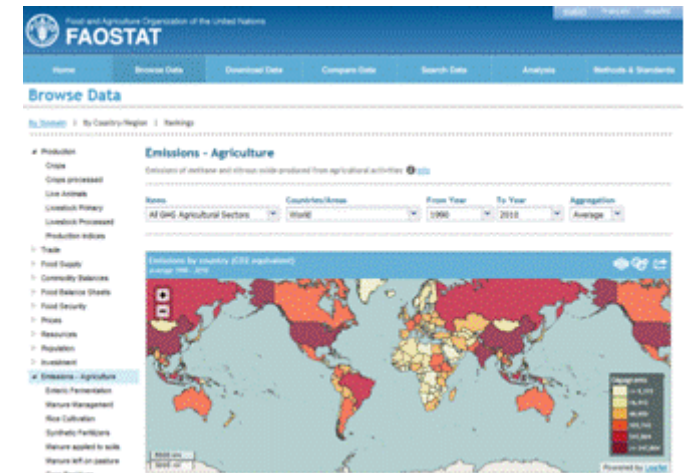 Food and Agriculture Organization of the United Nations
FAOSTAT
english français español
Home Browse Data Download Data Compare Data Search Data Analysis Methods & Standards
Browse Data
By Domain | By Country/Region | Rankings
Production
Crops
Crops processed
Live Animals
Livestock Primary
Livestock Processed
Production indices
Trade
Food Supply
Commodity Balances
Food Balance Sheets
Food Security
Prices
Resources
Population
Investment
Emissions - Agriculture
Enteric Fermentation
Manure Management
Rice Cultivation
Synthetic Fertilizers
Manure applied to soils
Manure left on pasture
Emissions - Agriculture
Emissions of methane and nitrous oxide produced from agricultural activities info
Items Countries/Areas From Year To Year Aggregation
All GHG Agricultural Sectors World 1990 2010 Average
Emissions by country (CO2 equivalent)
Average 1990 - 2010
+
-
Gigagrams
Powered by Leaflet